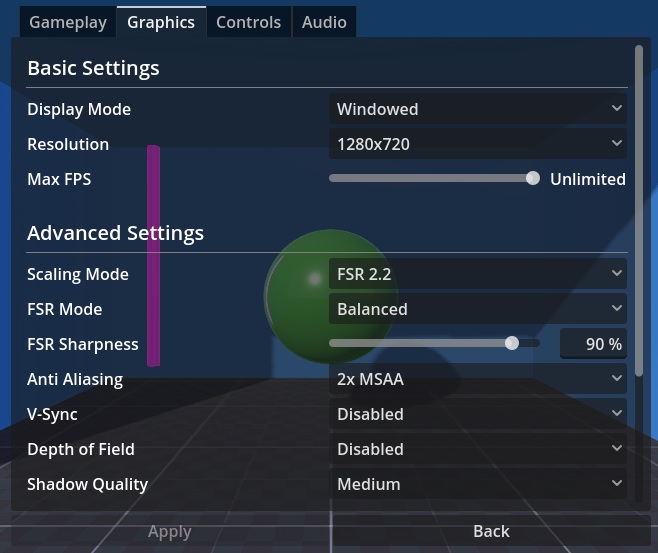 Gameplay Graphics Controls Audio
Basic Settings
Display Mode Windowed
Resolution 1280x720
Max FPS Unlimited
Advanced Settings
Scaling Mode FSR 2.2
FSR Mode Balanced
FSR Sharpness 90 %
Anti Aliasing 2x MSAA
V-Sync Disabled
Depth of Field Disabled
Shadow Quality Medium
Apply Back